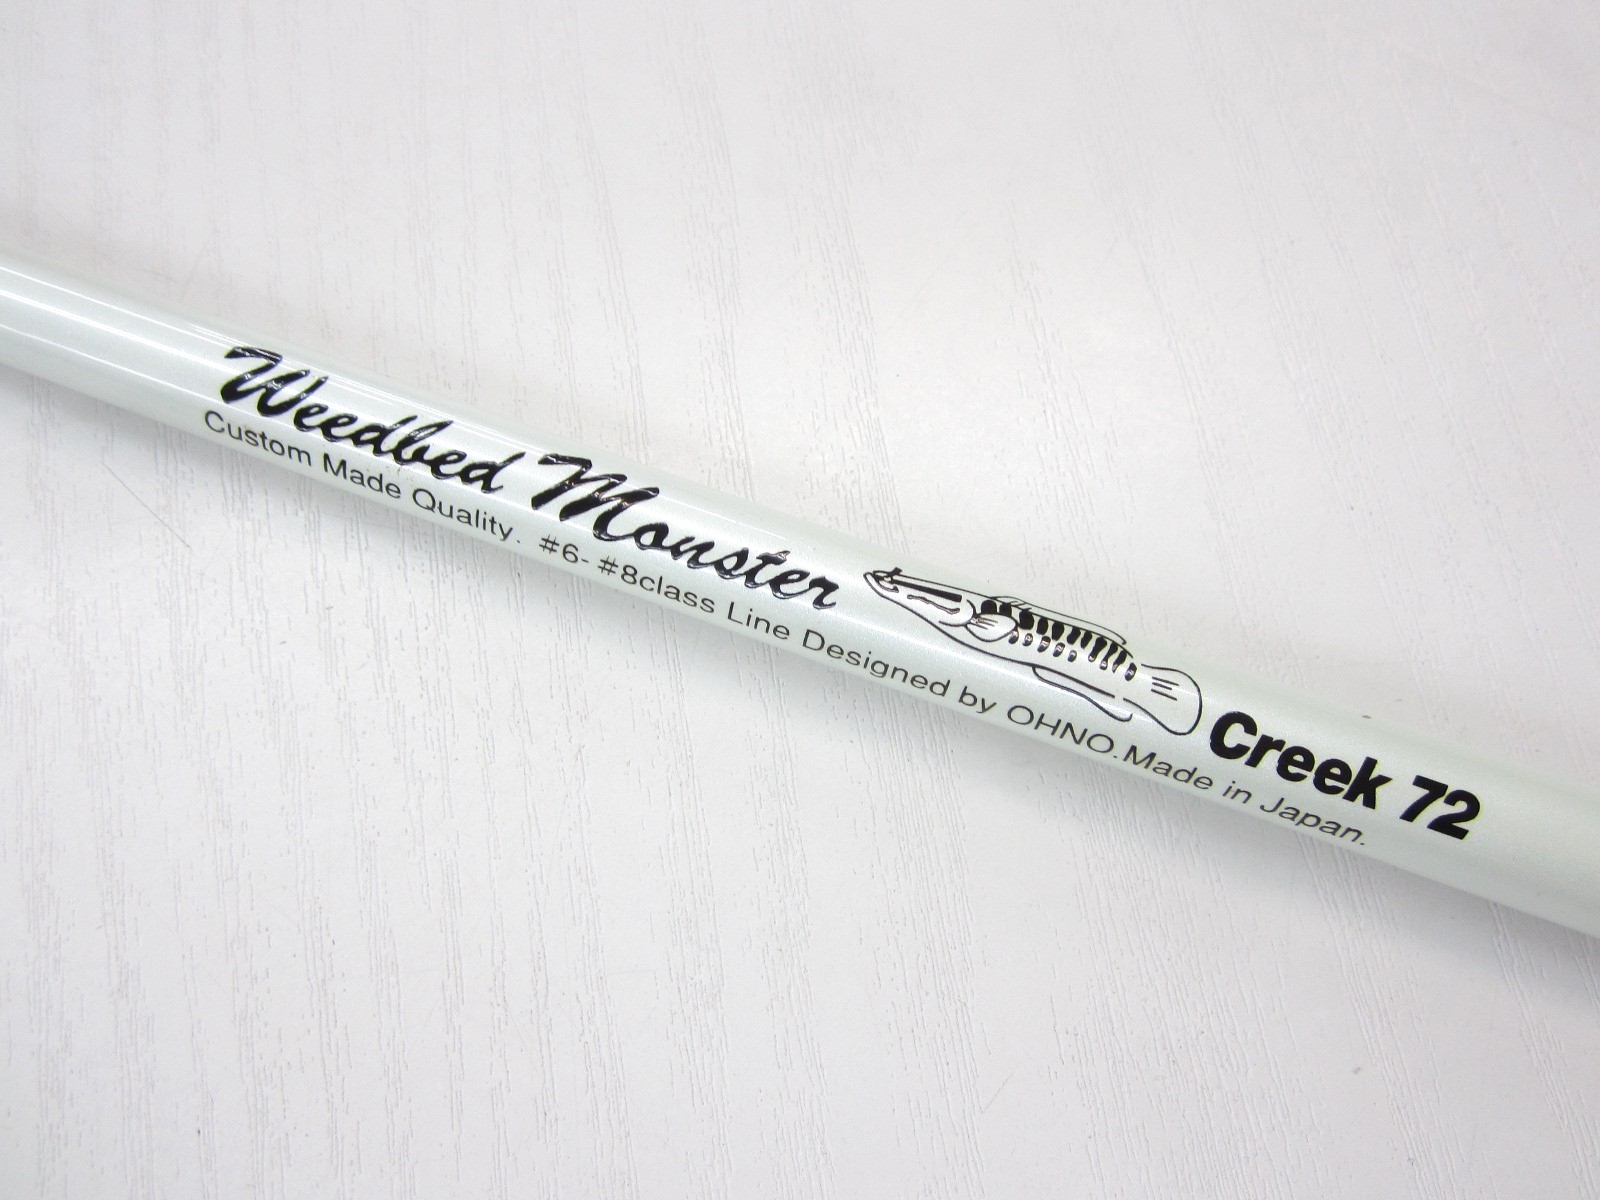 Weedbed Monster Creek 72
Custom Made Quality. #6-#8class Line Designed by OHNO.Made in Japan.